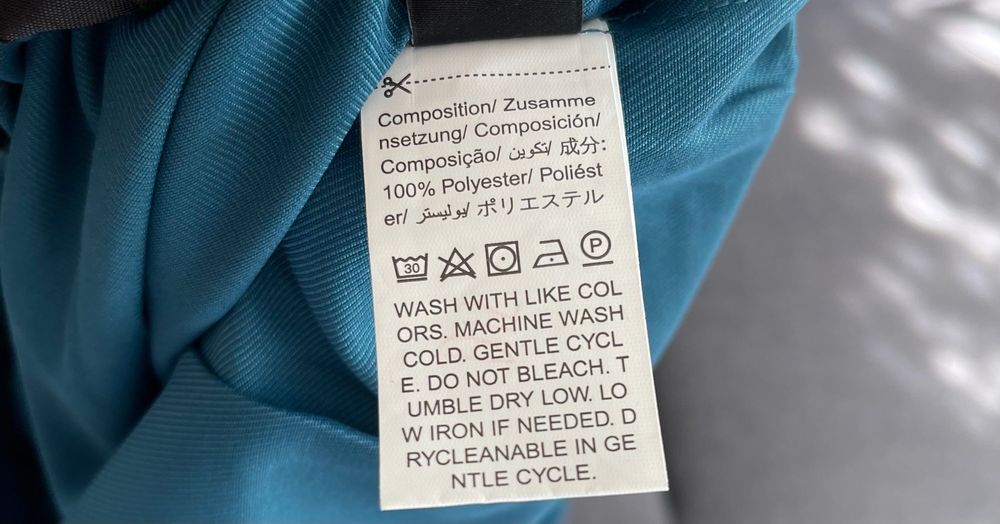 Composition/ Zusamme
nsetzung/ Composición/
Composição/ تكوين/ 成分:
100% Polyester/ Poliést
er/ بوليستر/ ポリエステル
30 P
WASH WITH LIKE COL
ORS. MACHINE WASH
COLD. GENTLE CYCL
E. DO NOT BLEACH. T
UMBLE DRY LOW. LO
W IRON IF NEEDED. D
RYCLEANABLE IN GE
NTLE CYCLE.